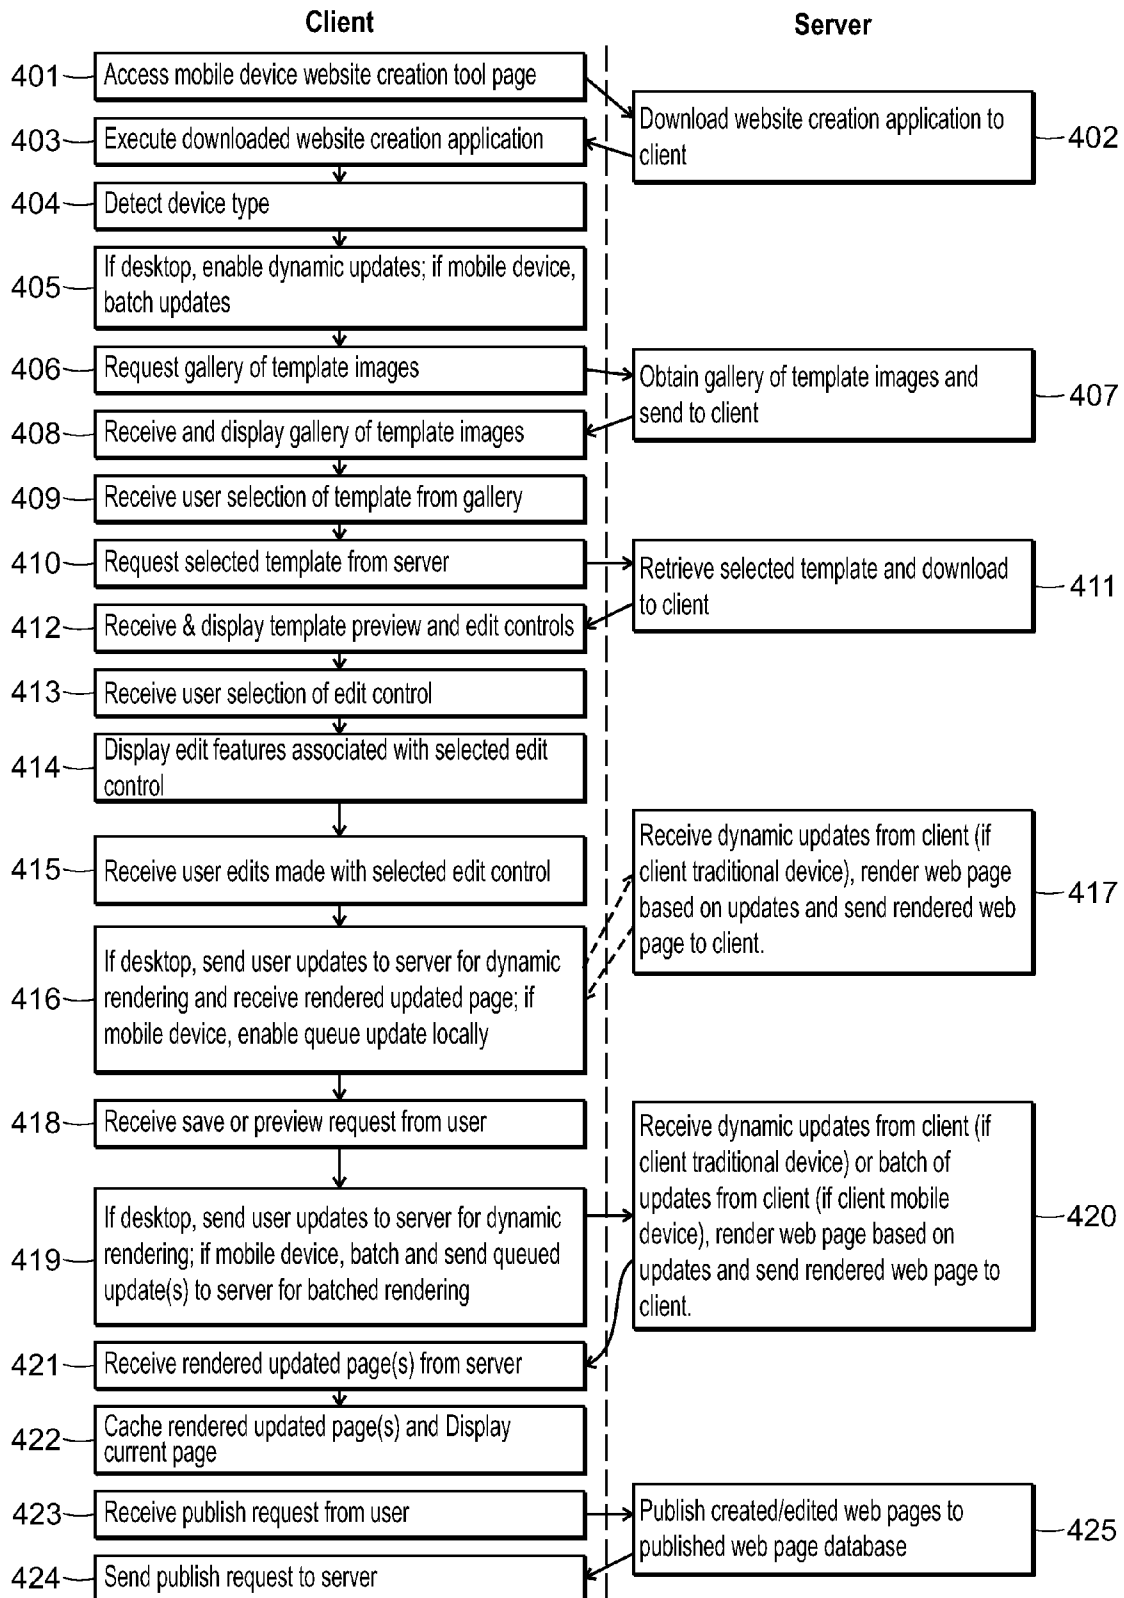 Client
Server
401
Access mobile device website creation tool page
Download website creation application to
client
402
403
Execute downloaded website creation application
404
Detect device type
405
If desktop, enable dynamic updates; if mobile device,
batch updates
406
Request gallery of template images
Obtain gallery of template images and
send to client
407
408
Receive and display gallery of template images
409
Receive user selection of template from gallery
410
Request selected template from server
Retrieve selected template and download
to client
411
412
Receive & display template preview and edit controls
413
Receive user selection of edit control
414
Display edit features associated with selected edit
control
415
Receive user edits made with selected edit control
Receive dynamic updates from client (if
client traditional device), render web page
based on updates and send rendered web
page to client.
417
416
If desktop, send user updates to server for dynamic
rendering and receive rendered updated page; if
mobile device, enable queue update locally
418
Receive save or preview request from user
Receive dynamic updates from client (if
client traditional device) or batch of
updates from client (if client mobile
device), render web page based on
updates and send rendered web page to
client.
420
419
If desktop, send user updates to server for dynamic
rendering; if mobile device, batch and send queued
update(s) to server for batched rendering
421
Receive rendered updated page(s) from server
422
Cache rendered updated page(s) and Display
current page
423
Receive publish request from user
Publish created/edited web pages to
published web page database
425
424
Send publish request to server